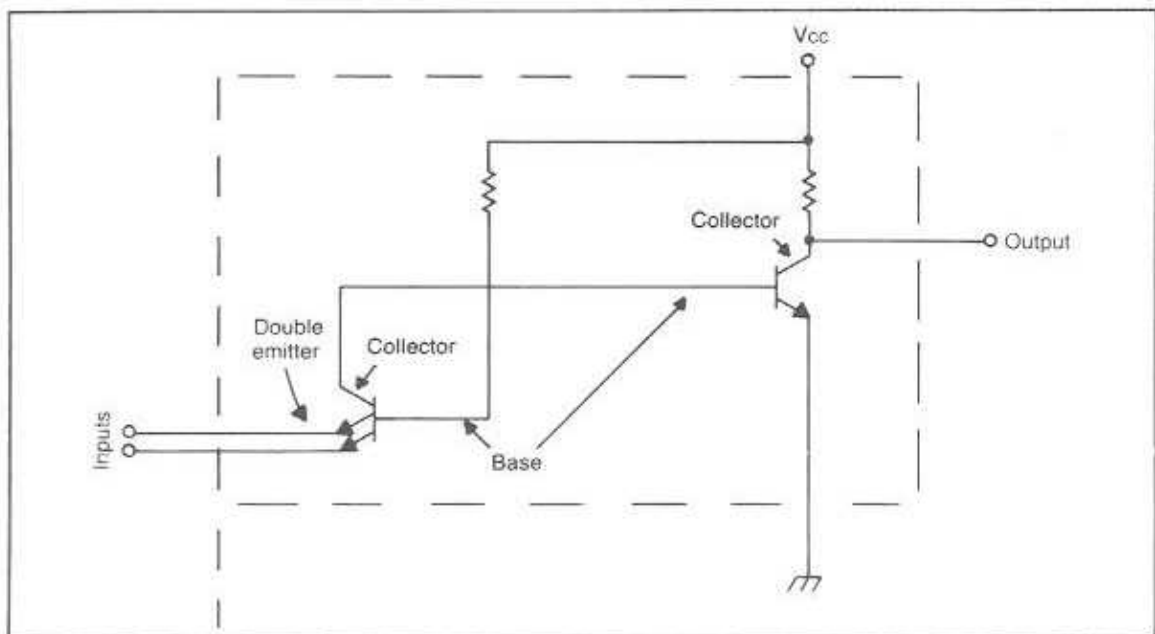 Vcc
Collector
Output
Double
emitter
Collector
Inputs
Base